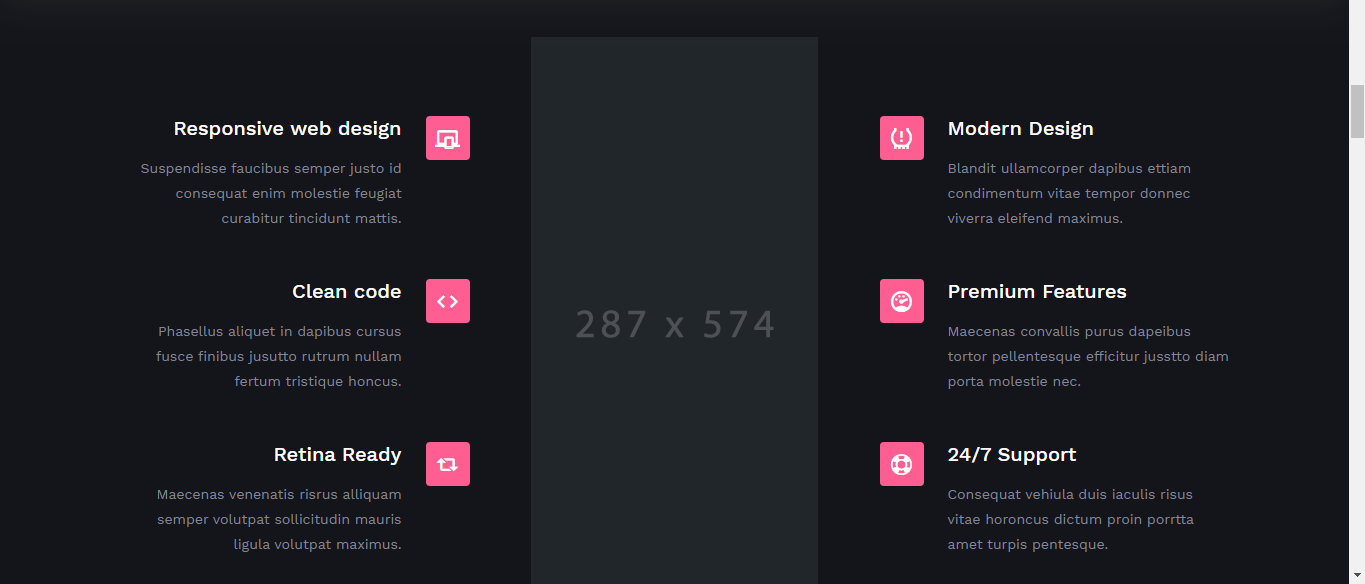 Responsive web design
Suspendisse faucibus semper justo id
consequat enim molestie feugiat
curabitur tincidunt mattis.
Clean code
Phasellus aliquet in dapibus cursus
fusce finibus jusutto rutrum nullam
fertum tristique honcus.
Retina Ready
Maecenas venenatis risrus alliquam
semper volutpat sollicitudin mauris
ligula volutpat maximus.
287 x 574
Modern Design
Blandit ullamcorper dapibus ettiam
condimentum vitae tempor donnec
viverra eleifend maximus.
Premium Features
Maecenas convallis purus dapeibus
tortor pellentesque efficitur jusstto diam
porta molestie nec.
24/7 Support
Consequat vehiula duis iaculis risus
vitae horoncus dictum proin porrtta
amet turpis pentesque.